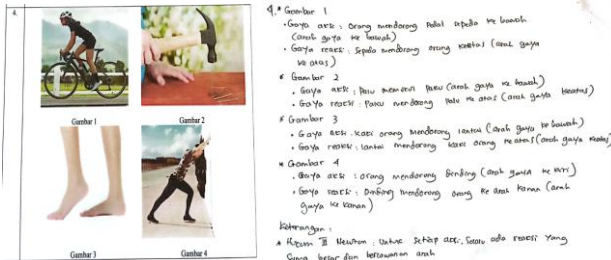 4.
Gambar 1
Gambar 2
Gambar 3
Gambar 4
4. * Gambar 1
• Gaya aksi : Orang mendorong Pedal sepeda ke bawah
(arah gaya ke bawah)
• Gaya reaksi : Sepeda mendorong orang keatas (arah gaya
ke atas)
* Gambar 2
• Gaya aksi : Palu memukul Paku (arah gaya ke bawah)
• Gaya reaksi : Paku mendorong Palu ke atas (arah gaya keatas)
* Gambar 3
• Gaya aksi : kaki orang Mendorong lantai (arah gaya ke bawah)
• Gaya reaksi : lantai mendorong kaki orang ke atas (arah gaya keatas)
* Gambar 4
• Gaya aksi : orang mendorong Dinding (arah gaya ke kiri)
• Gaya reaksi : Dinding mendorong orang ke arah kanan (arah
gaya ke kanan)
Keterangan :
* Hukum III Newton : Untuk setiap aksi, Selalu ada reaksi Yang
Sama besar dan berlawanan arah